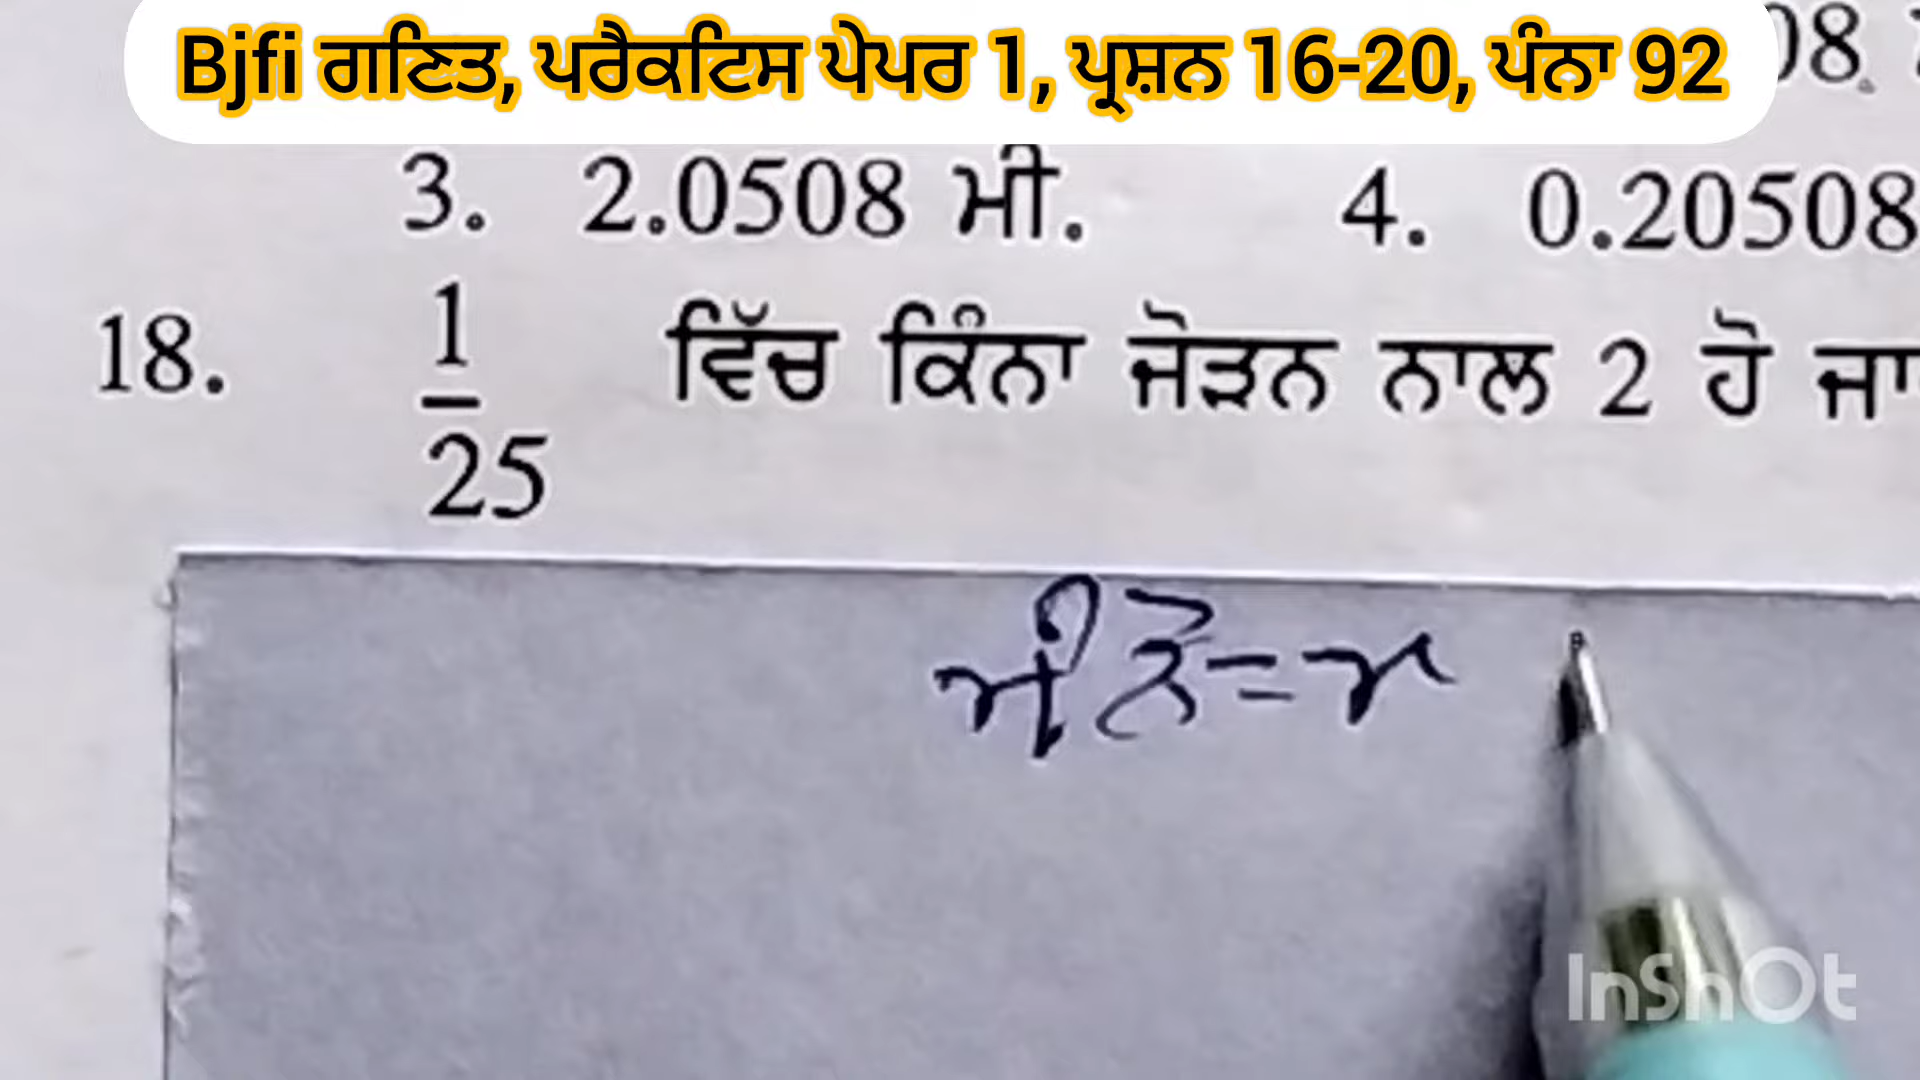 Bjfi ਗਣਿਤ, ਪਰੈਕਟਿਸ ਪੇਪਰ 1, ਪ੍ਰਸ਼ਨ 16-20, ਪੰਨਾ 92
08
3. 2.0508 ਮੀ. 4. 0.20508
18. 1/25 ਵਿੱਚ ਕਿੰਨਾ ਜੋੜਨ ਨਾਲ 2 ਹੋ ਜਾ
ਮੰਨੋ = x
InShOt